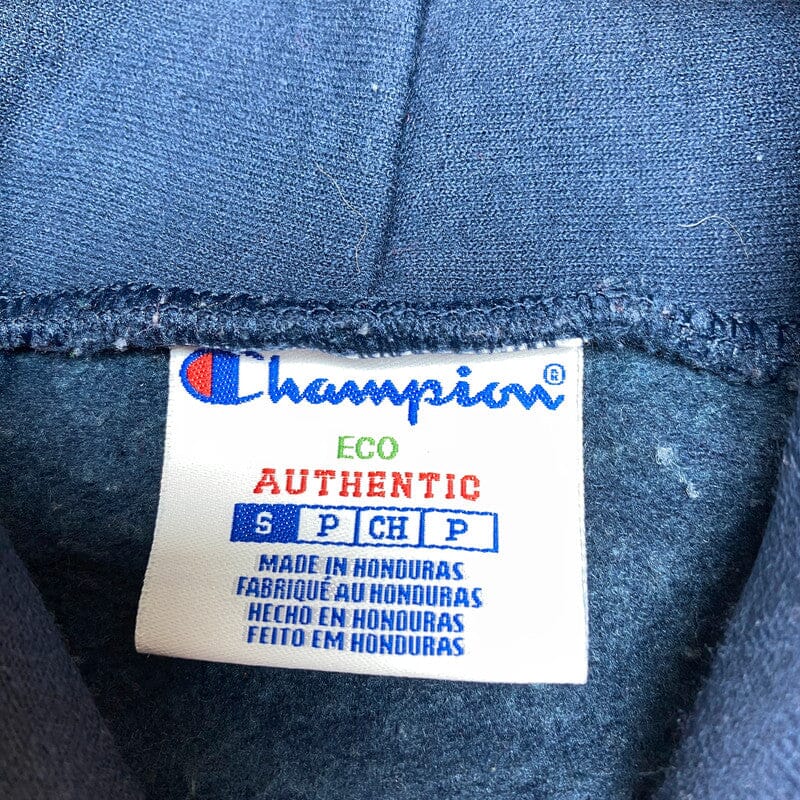 Champion®
ECO
AUTHENTIC
S P CH P
MADE IN HONDURAS
FABRIQUÉ AU HONDURAS
HECHO EN HONDURAS
FEITO EM HONDURAS